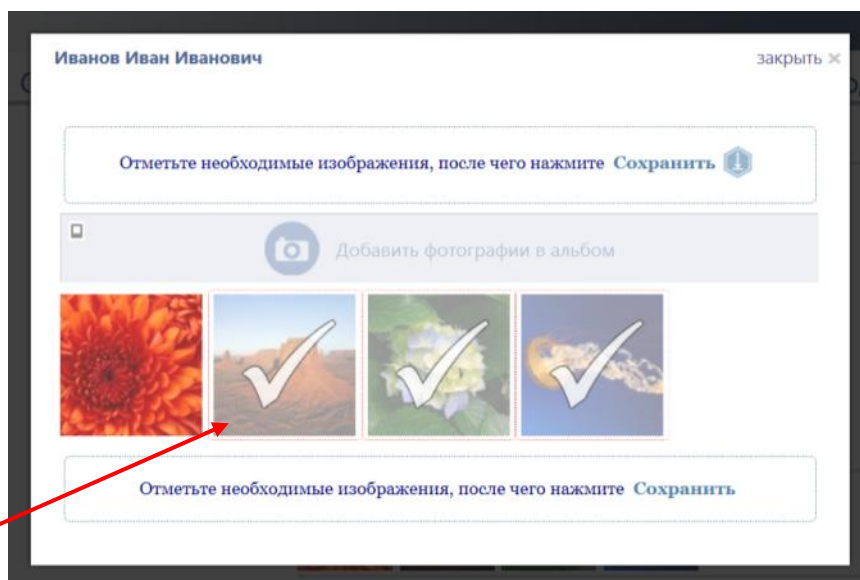 Иванов Иван Иванович
закрыть ×
Отметьте необходимые изображения, после чего нажмите Сохранить
Добавить фотографии в альбом
Отметьте необходимые изображения, после чего нажмите Сохранить